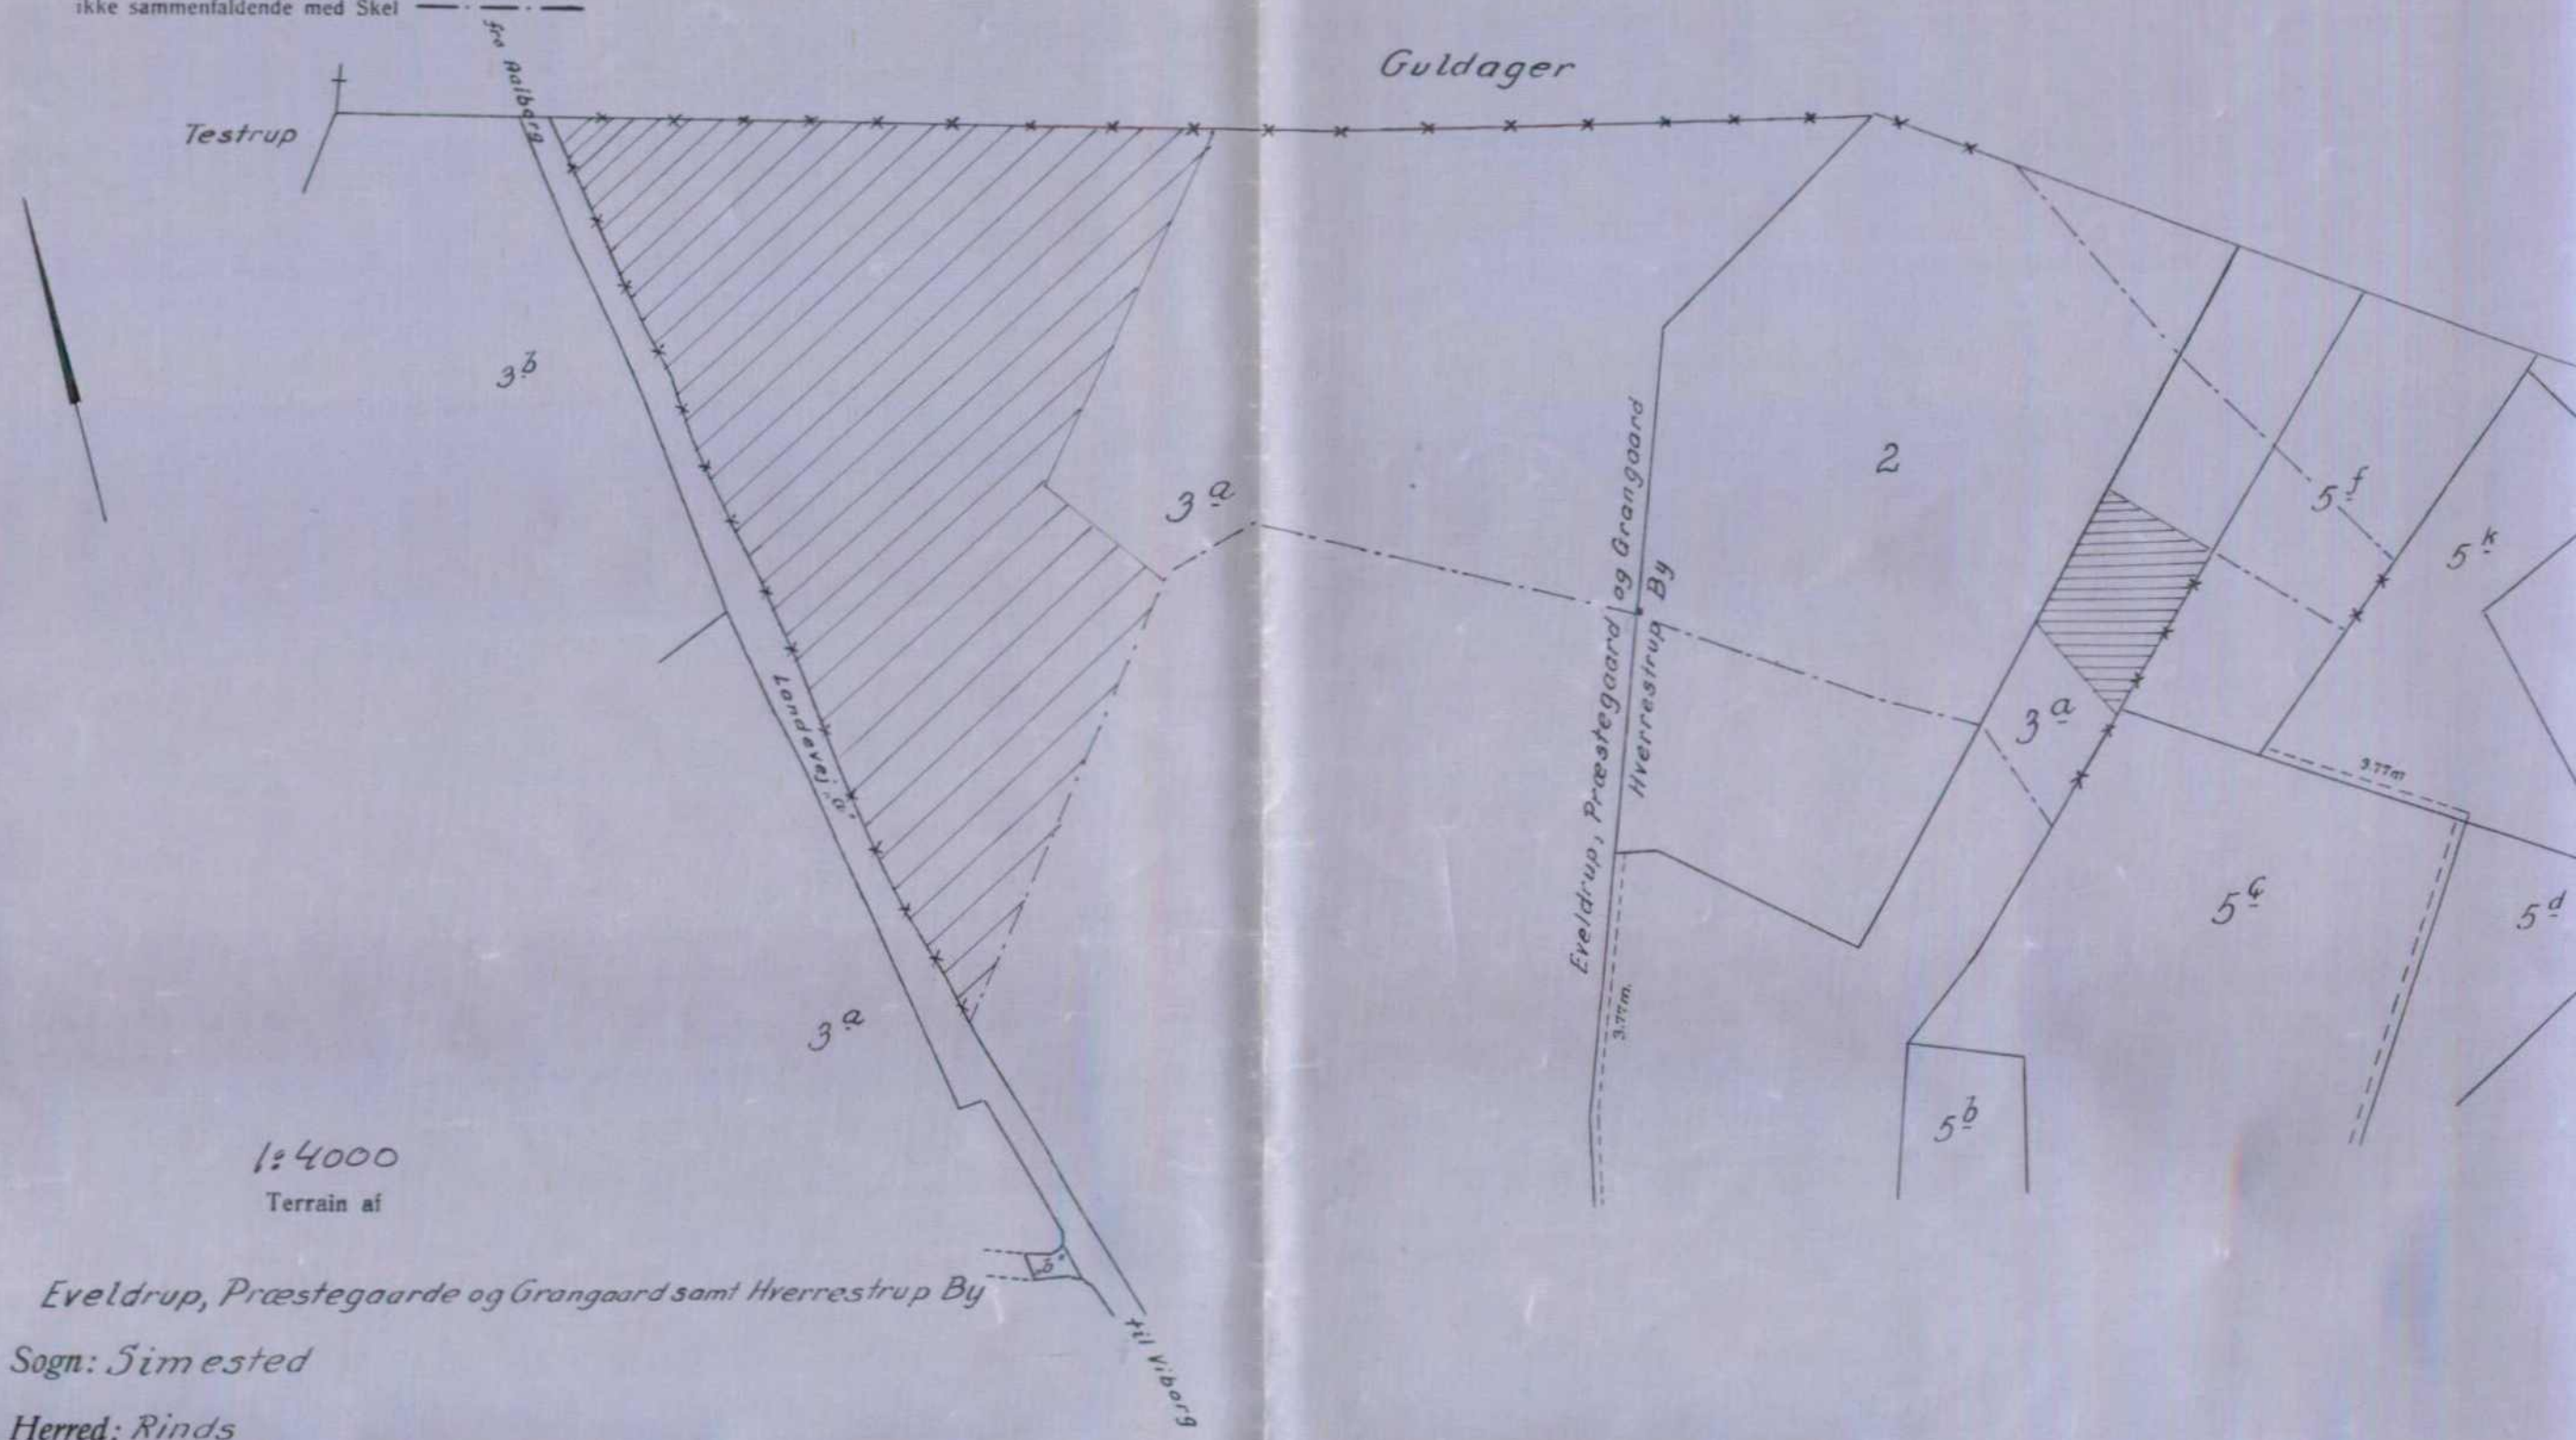 ikke sammenfaldende med Skel
fra Aalborg
Guldager
Testrup
3b
3a
2
5f
5k
Eveldrup, Præstegaard og Grangaard
Hverrestrup By
3a
Landevej „a"
3.77m
5c
5d
3a
3.77m.
5b
1:4000
Terrain af
Eveldrup, Præstegaarde og Grangaard samt Hverrestrup By
til Viborg
Sogn: Simested
Herred: Rinds